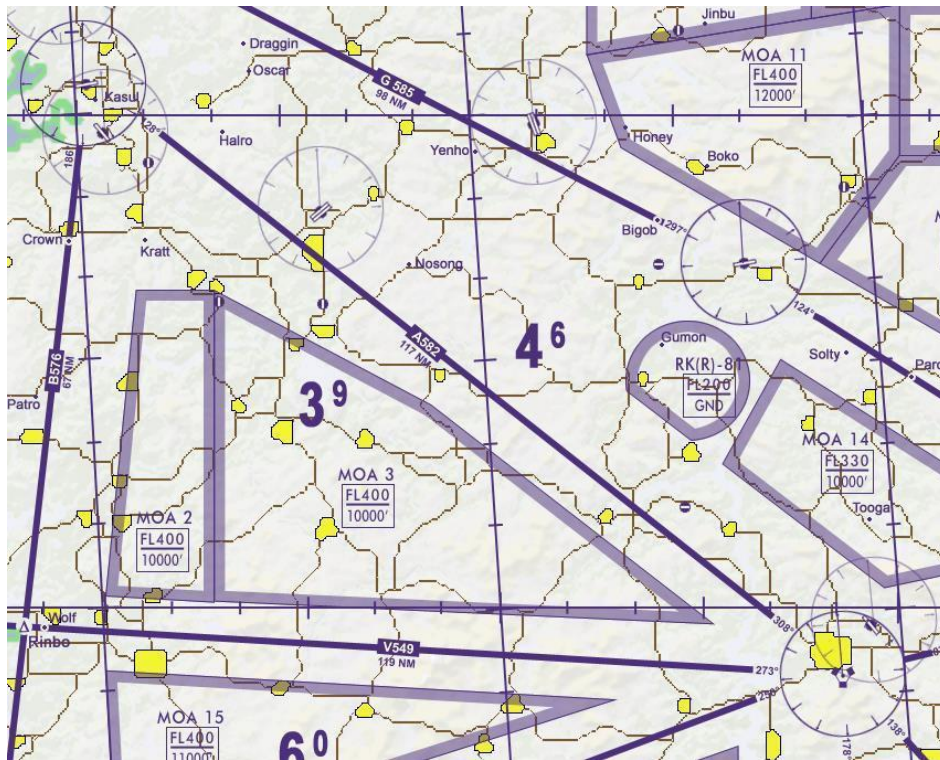 Jinbu
Draggin
MOA 11
FL400
12000'
Oscar
G 585
98 NM
Kasul
128°
Halro
Honey
Yenho
Boko
186°
297°
Bigob
Crown
Kratt
Nosong
124°
A582
117 NM
Gumon
4 6
Solty
B576
67 NM
RK(R)-81
FL200
GND
3 9
Patro
MOA 14
FL330
10000'
MOA 3
FL400
10000'
Tooga
MOA 2
FL400
10000'
Wolf
308°
Rinbo
V549
119 NM
273°
MOA 15
FL400
11000'
6 0
138°
178°